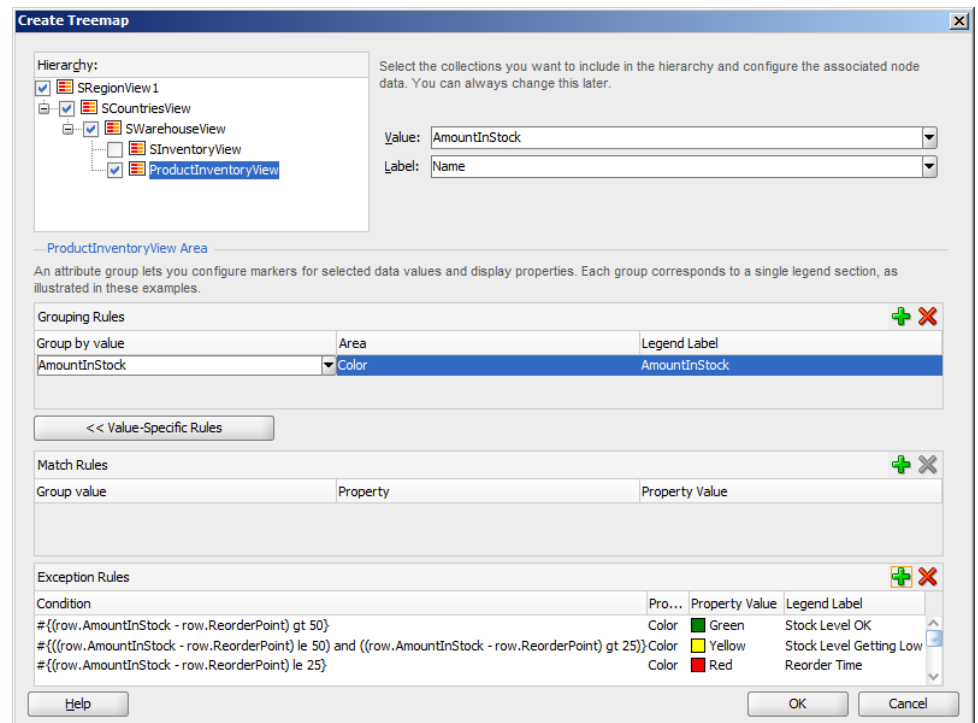 Create Treemap
Hierarchy:
SRegionView1
SCountriesView
SWarehouseView
SInventoryView
ProductInventoryView
Select the collections you want to include in the hierarchy and configure the associated node
data. You can always change this later.
Value: AmountInStock
Label: Name
ProductInventoryView Area
An attribute group lets you configure markers for selected data values and display properties. Each group corresponds to a single legend section, as
illustrated in these examples.
Grouping Rules
Group by value Area Legend Label
AmountInStock Color AmountInStock
<< Value-Specific Rules
Match Rules
Group value Property Property Value
Exception Rules
Condition Pro... Property Value Legend Label
#{(row.AmountInStock - row.ReorderPoint) gt 50} Color Green Stock Level OK
#{((row.AmountInStock - row.ReorderPoint) le 50) and ((row.AmountInStock - row.ReorderPoint) gt 25)} Color Yellow Stock Level Getting Low
#{(row.AmountInStock - row.ReorderPoint) le 25} Color Red Reorder Time
Help OK Cancel